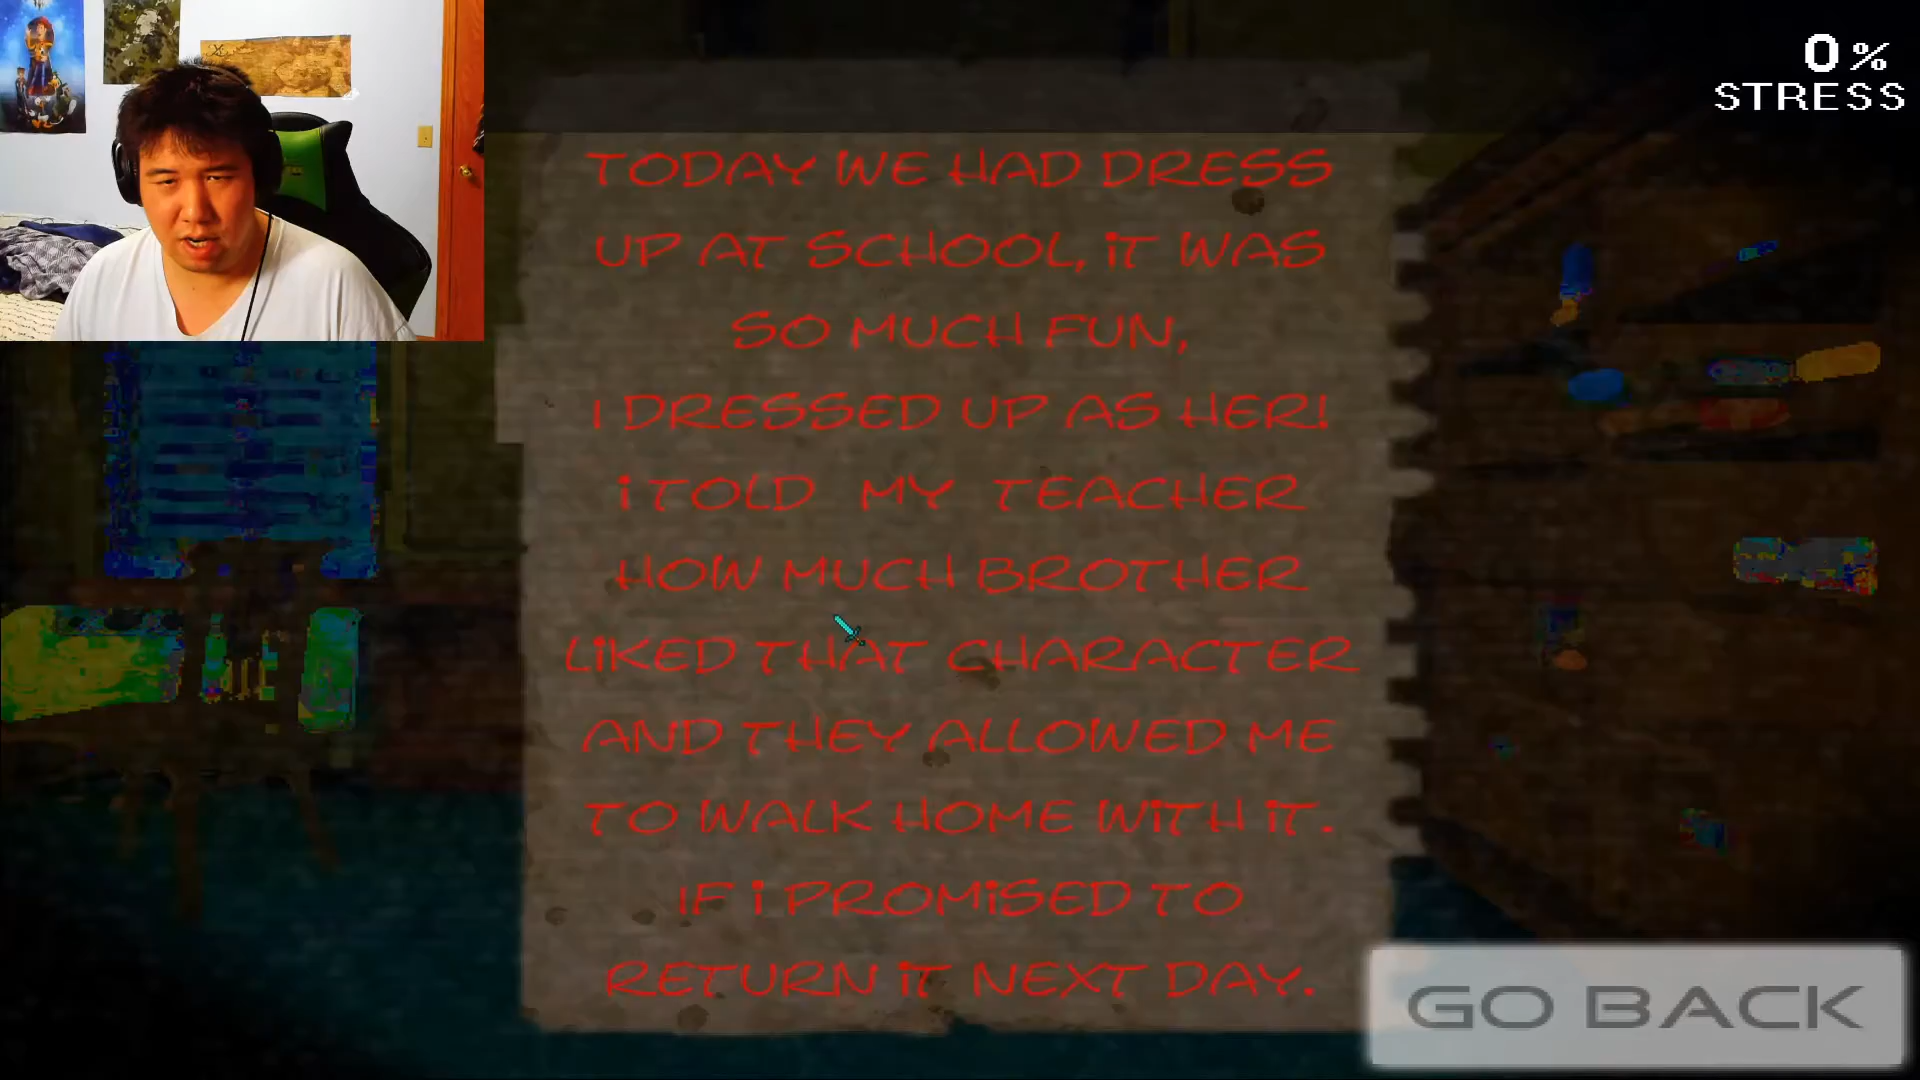 0%
STRESS
TODAY WE HAD DRESS
UP AT SCHOOL, iT WAS
SO MUCH FUN,
I DRESSED UP AS HER!
i TOLD MY TEACHER
HOW MUCH BROTHER
LiKED THAT CHARACTER
AND THEY ALLOWED ME
TO WALK HOME WiTH iT.
IF i PROMiSED TO
RETURN iT NEXT DAY.
GO BACK